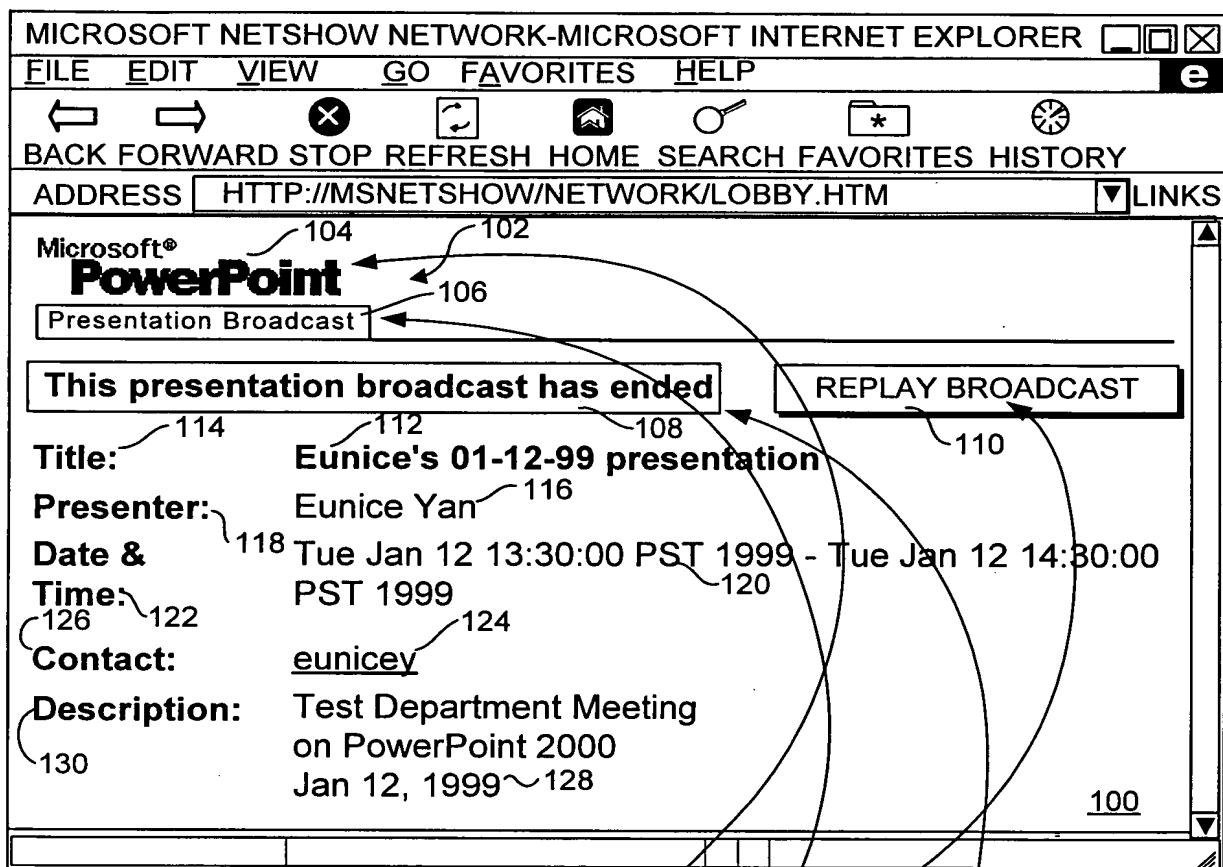 MICROSOFT NETSHOW NETWORK-MICROSOFT INTERNET EXPLORER
FILE EDIT VIEW GO FAVORITES HELP
e
BACK FORWARD STOP REFRESH HOME SEARCH FAVORITES HISTORY
ADDRESS HTTP://MSNETSHOW/NETWORK/LOBBY.HTM LINKS
104 102
Microsoft®
PowerPoint
106
Presentation Broadcast
This presentation broadcast has ended REPLAY BROADCAST
114 112 108 110
Title: Eunice's 01-12-99 presentation
116
Presenter: Eunice Yan
118
Date & Tue Jan 12 13:30:00 PST 1999 - Tue Jan 12 14:30:00
120
Time: PST 1999
126 122 124
Contact: eunicey
Description: Test Department Meeting
on PowerPoint 2000
130
Jan 12, 1999 128
100